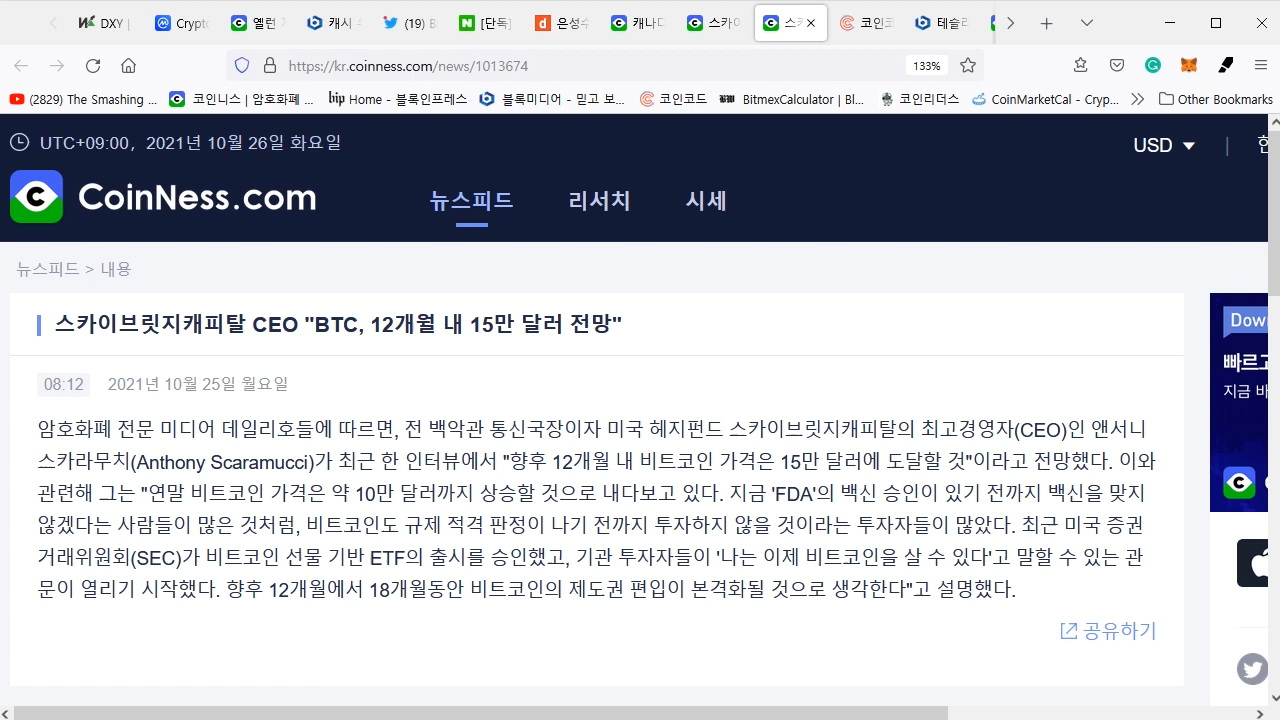 DXY |
Crypto
옐런
캐시
(19) B
[단독]
은성수
캐나다
스카이
스카
코인코
테슬라
https://kr.coinness.com/news/1013674
133%
(2829) The Smashing ...
코인니스 | 암호화폐 ...
blip Home - 블록인프레스
블록미디어 - 믿고 보...
코인코드
BitmexCalculator | Bl...
코인리더스
CoinMarketCal - Cryp...
Other Bookmarks
UTC+09:00, 2021년 10월 26일 화요일
USD
CoinNess.com
뉴스피드
리서치
시세
뉴스피드 > 내용
스카이브릿지캐피탈 CEO "BTC, 12개월 내 15만 달러 전망"
08:12 2021년 10월 25일 월요일
암호화폐 전문 미디어 데일리호들에 따르면, 전 백악관 통신국장이자 미국 헤지펀드 스카이브릿지캐피탈의 최고경영자(CEO)인 앤서니
스카라무치(Anthony Scaramucci)가 최근 한 인터뷰에서 "향후 12개월 내 비트코인 가격은 15만 달러에 도달할 것"이라고 전망했다. 이와
관련해 그는 "연말 비트코인 가격은 약 10만 달러까지 상승할 것으로 내다보고 있다. 지금 'FDA'의 백신 승인이 있기 전까지 백신을 맞지
않겠다는 사람들이 많은 것처럼, 비트코인도 규제 적격 판정이 나기 전까지 투자하지 않을 것이라는 투자자들이 많았다. 최근 미국 증권
거래위원회(SEC)가 비트코인 선물 기반 ETF의 출시를 승인했고, 기관 투자자들이 '나는 이제 비트코인을 살 수 있다'고 말할 수 있는 관
문이 열리기 시작했다. 향후 12개월에서 18개월동안 비트코인의 제도권 편입이 본격화될 것으로 생각한다"고 설명했다.
공유하기
Down
빠르고
지금 바